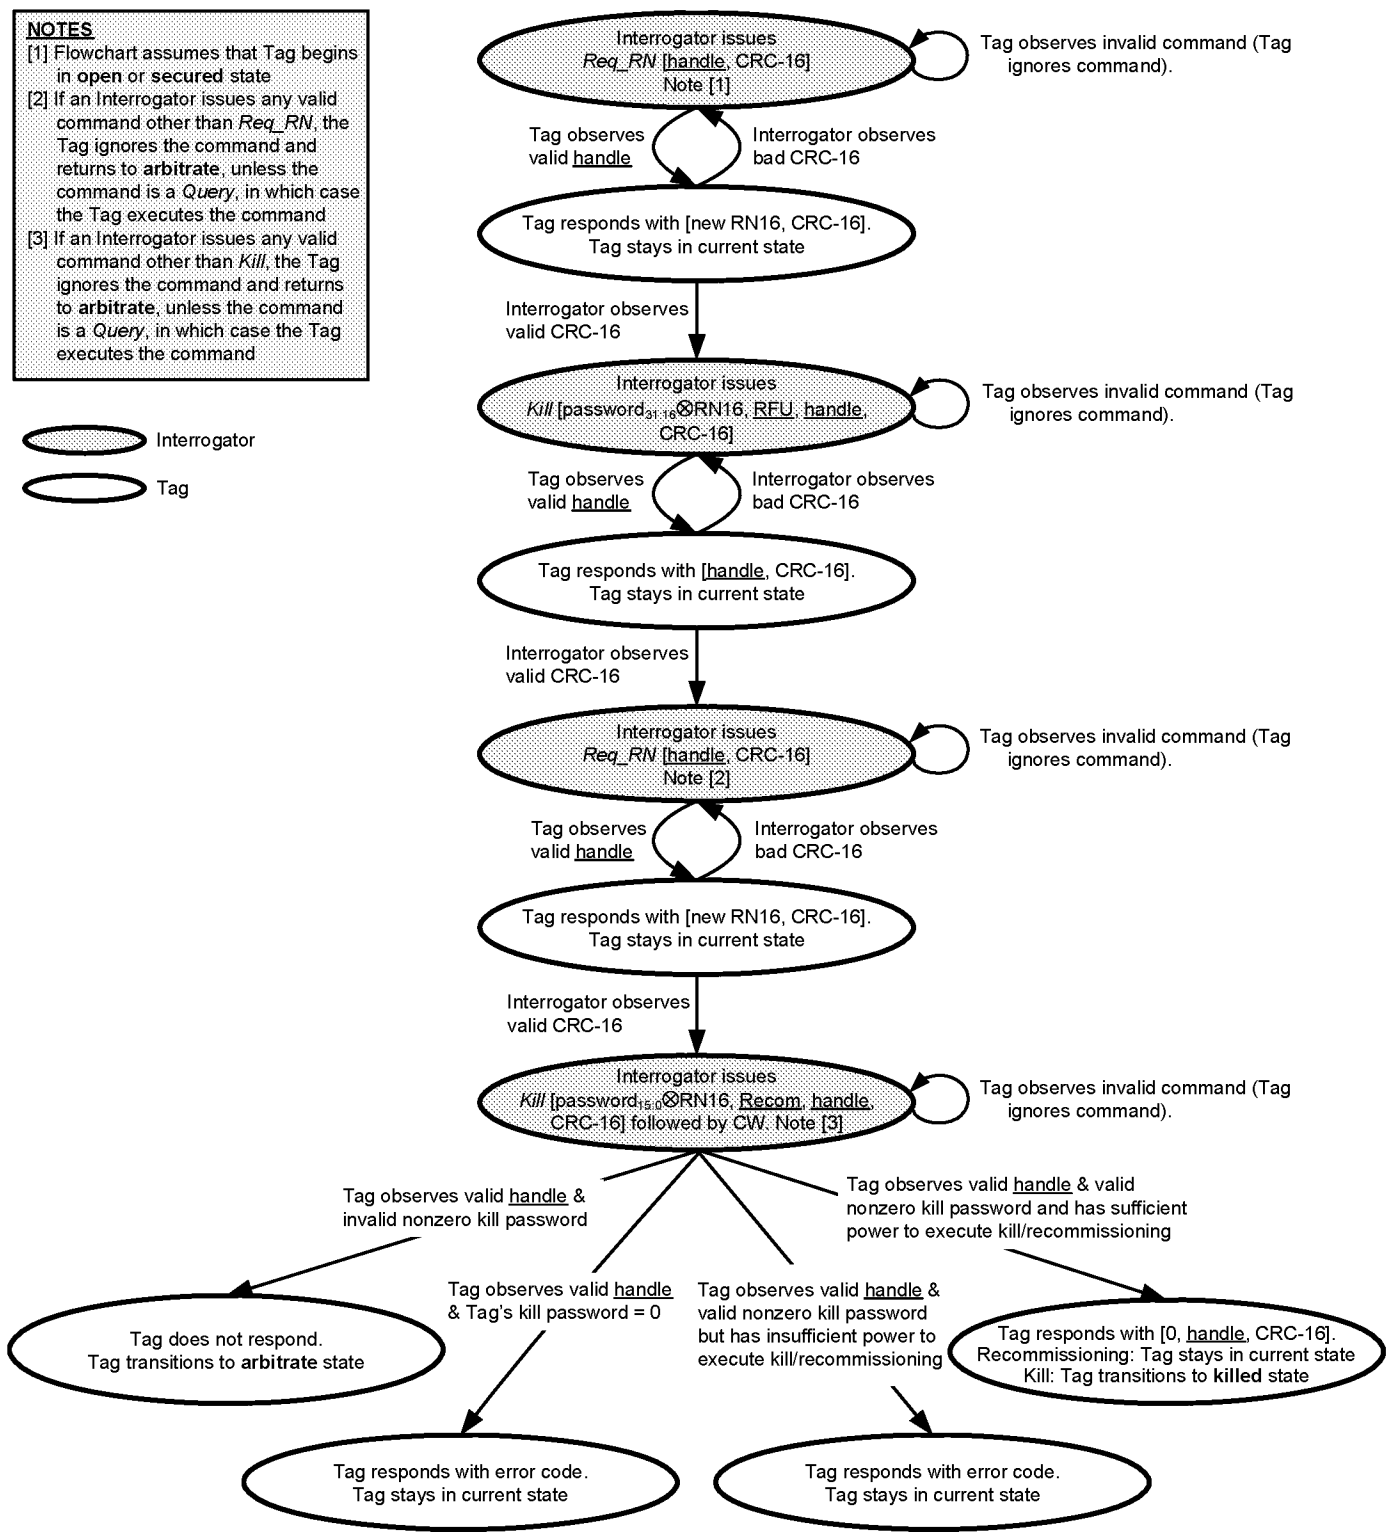 NOTES
[1] Flowchart assumes that Tag begins
in open or secured state
[2] If an Interrogator issues any valid
command other than Req_RN, the
Tag ignores the command and
returns to arbitrate, unless the
command is a Query, in which case
the Tag executes the command
[3] If an Interrogator issues any valid
command other than Kill, the Tag
ignores the command and returns
to arbitrate, unless the command
is a Query, in which case the Tag
executes the command
Interrogator
Tag
Interrogator issues
Req_RN [handle, CRC-16]
Note [1]
Tag observes invalid command (Tag
ignores command).
Tag observes
valid handle
Interrogator observes
bad CRC-16
Tag responds with [new RN16, CRC-16].
Tag stays in current state
Interrogator observes
valid CRC-16
Interrogator issues
Kill [password31 16⊗RN16, RFU, handle,
CRC-16]
Tag observes invalid command (Tag
ignores command).
Tag observes
valid handle
Interrogator observes
bad CRC-16
Tag responds with [handle, CRC-16].
Tag stays in current state
Interrogator observes
valid CRC-16
Interrogator issues
Req_RN [handle, CRC-16]
Note [2]
Tag observes invalid command (Tag
ignores command).
Tag observes
valid handle
Interrogator observes
bad CRC-16
Tag responds with [new RN16, CRC-16].
Tag stays in current state
Interrogator observes
valid CRC-16
Interrogator issues
Kill [password15:0⊗RN16, Recom, handle,
CRC-16] followed by CW. Note [3]
Tag observes invalid command (Tag
ignores command).
Tag observes valid handle &
invalid nonzero kill password
Tag observes valid handle
& Tag's kill password = 0
Tag observes valid handle &
valid nonzero kill password
but has insufficient power to
execute kill/recommissioning
Tag observes valid handle & valid
nonzero kill password and has sufficient
power to execute kill/recommissioning
Tag does not respond.
Tag transitions to arbitrate state
Tag responds with error code.
Tag stays in current state
Tag responds with error code.
Tag stays in current state
Tag responds with [0, handle, CRC-16].
Recommissioning: Tag stays in current state
Kill: Tag transitions to killed state